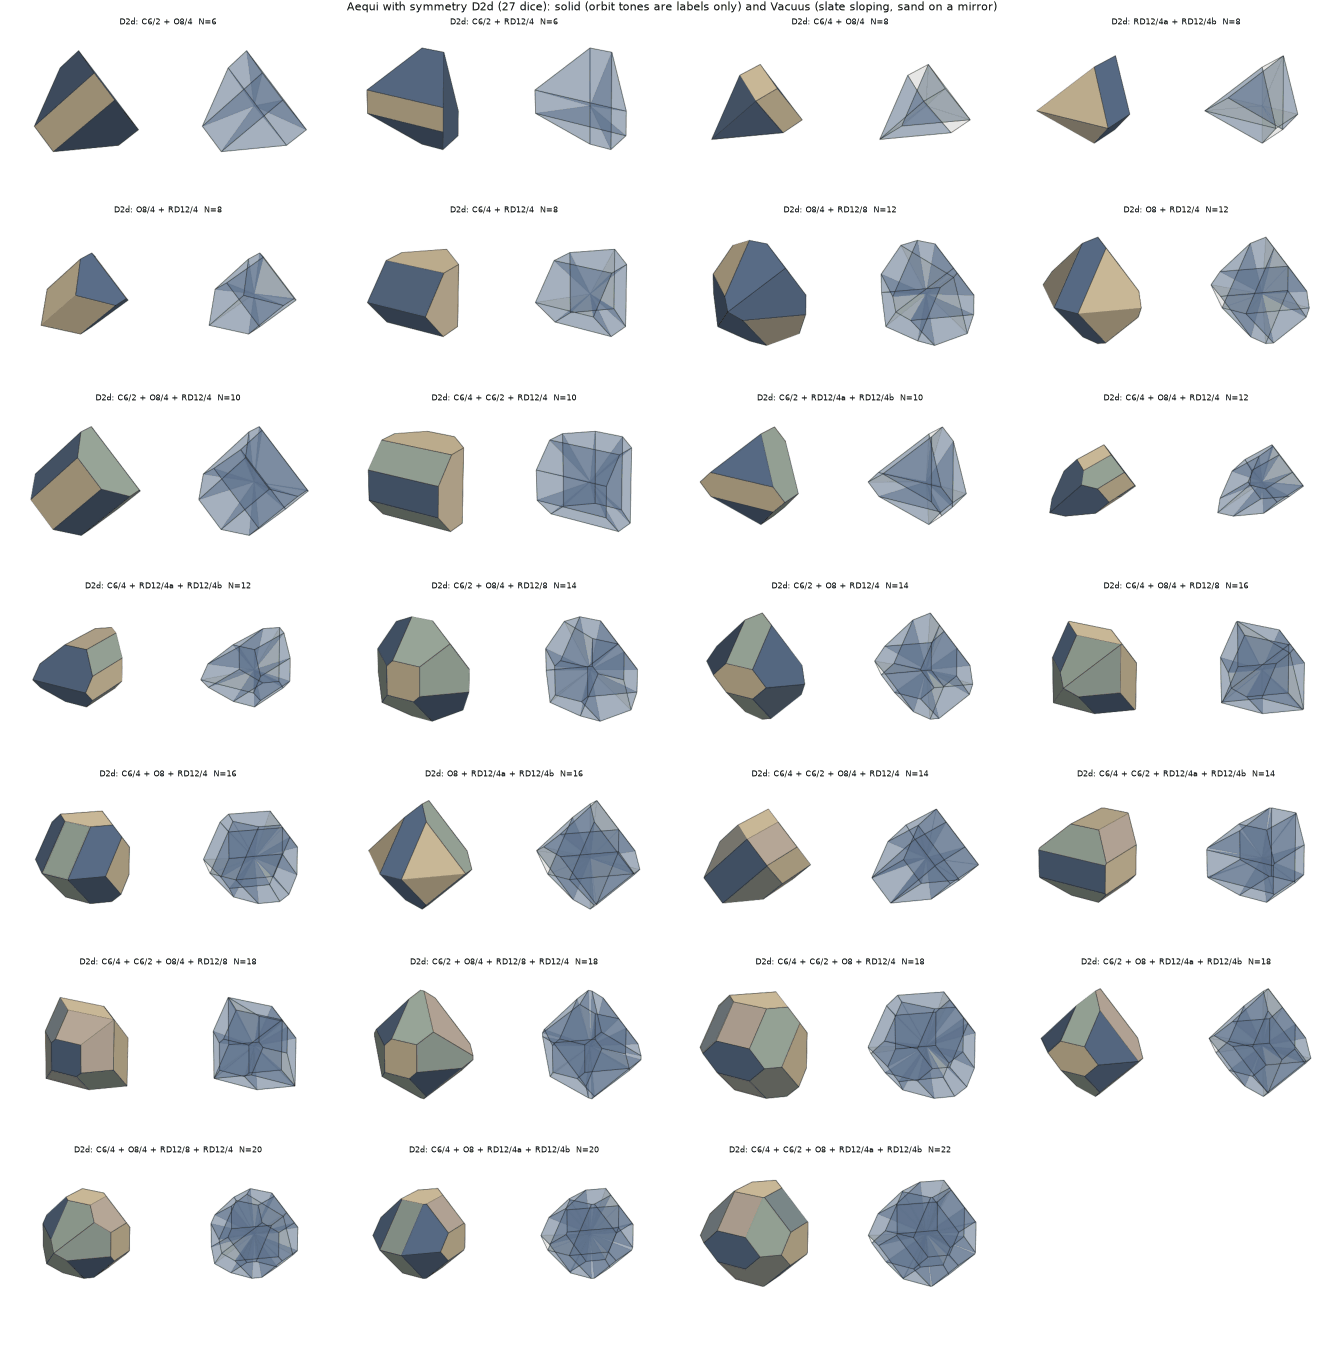 Aequi with symmetry D2d (27 dice): solid (orbit tones are labels only) and Vacuus (slate sloping, sand on a mirror)
D2d: C6/2 + O8/4 N=6
D2d: C6/2 + RD12/4 N=6
D2d: C6/4 + O8/4 N=8
D2d: RD12/4a + RD12/4b N=8
D2d: O8/4 + RD12/4 N=8
D2d: C6/4 + RD12/4 N=8
D2d: O8/4 + RD12/8 N=12
D2d: O8 + RD12/4 N=12
D2d: C6/2 + O8/4 + RD12/4 N=10
D2d: C6/4 + C6/2 + RD12/4 N=10
D2d: C6/2 + RD12/4a + RD12/4b N=10
D2d: C6/4 + O8/4 + RD12/4 N=12
D2d: C6/4 + RD12/4a + RD12/4b N=12
D2d: C6/2 + O8/4 + RD12/8 N=14
D2d: C6/2 + O8 + RD12/4 N=14
D2d: C6/4 + O8/4 + RD12/8 N=16
D2d: C6/4 + O8 + RD12/4 N=16
D2d: O8 + RD12/4a + RD12/4b N=16
D2d: C6/4 + C6/2 + O8/4 + RD12/4 N=14
D2d: C6/4 + C6/2 + RD12/4a + RD12/4b N=14
D2d: C6/4 + C6/2 + O8/4 + RD12/8 N=18
D2d: C6/2 + O8/4 + RD12/8 + RD12/4 N=18
D2d: C6/4 + C6/2 + O8 + RD12/4 N=18
D2d: C6/2 + O8 + RD12/4a + RD12/4b N=18
D2d: C6/4 + O8/4 + RD12/8 + RD12/4 N=20
D2d: C6/4 + O8 + RD12/4a + RD12/4b N=20
D2d: C6/4 + C6/2 + O8 + RD12/4a + RD12/4b N=22